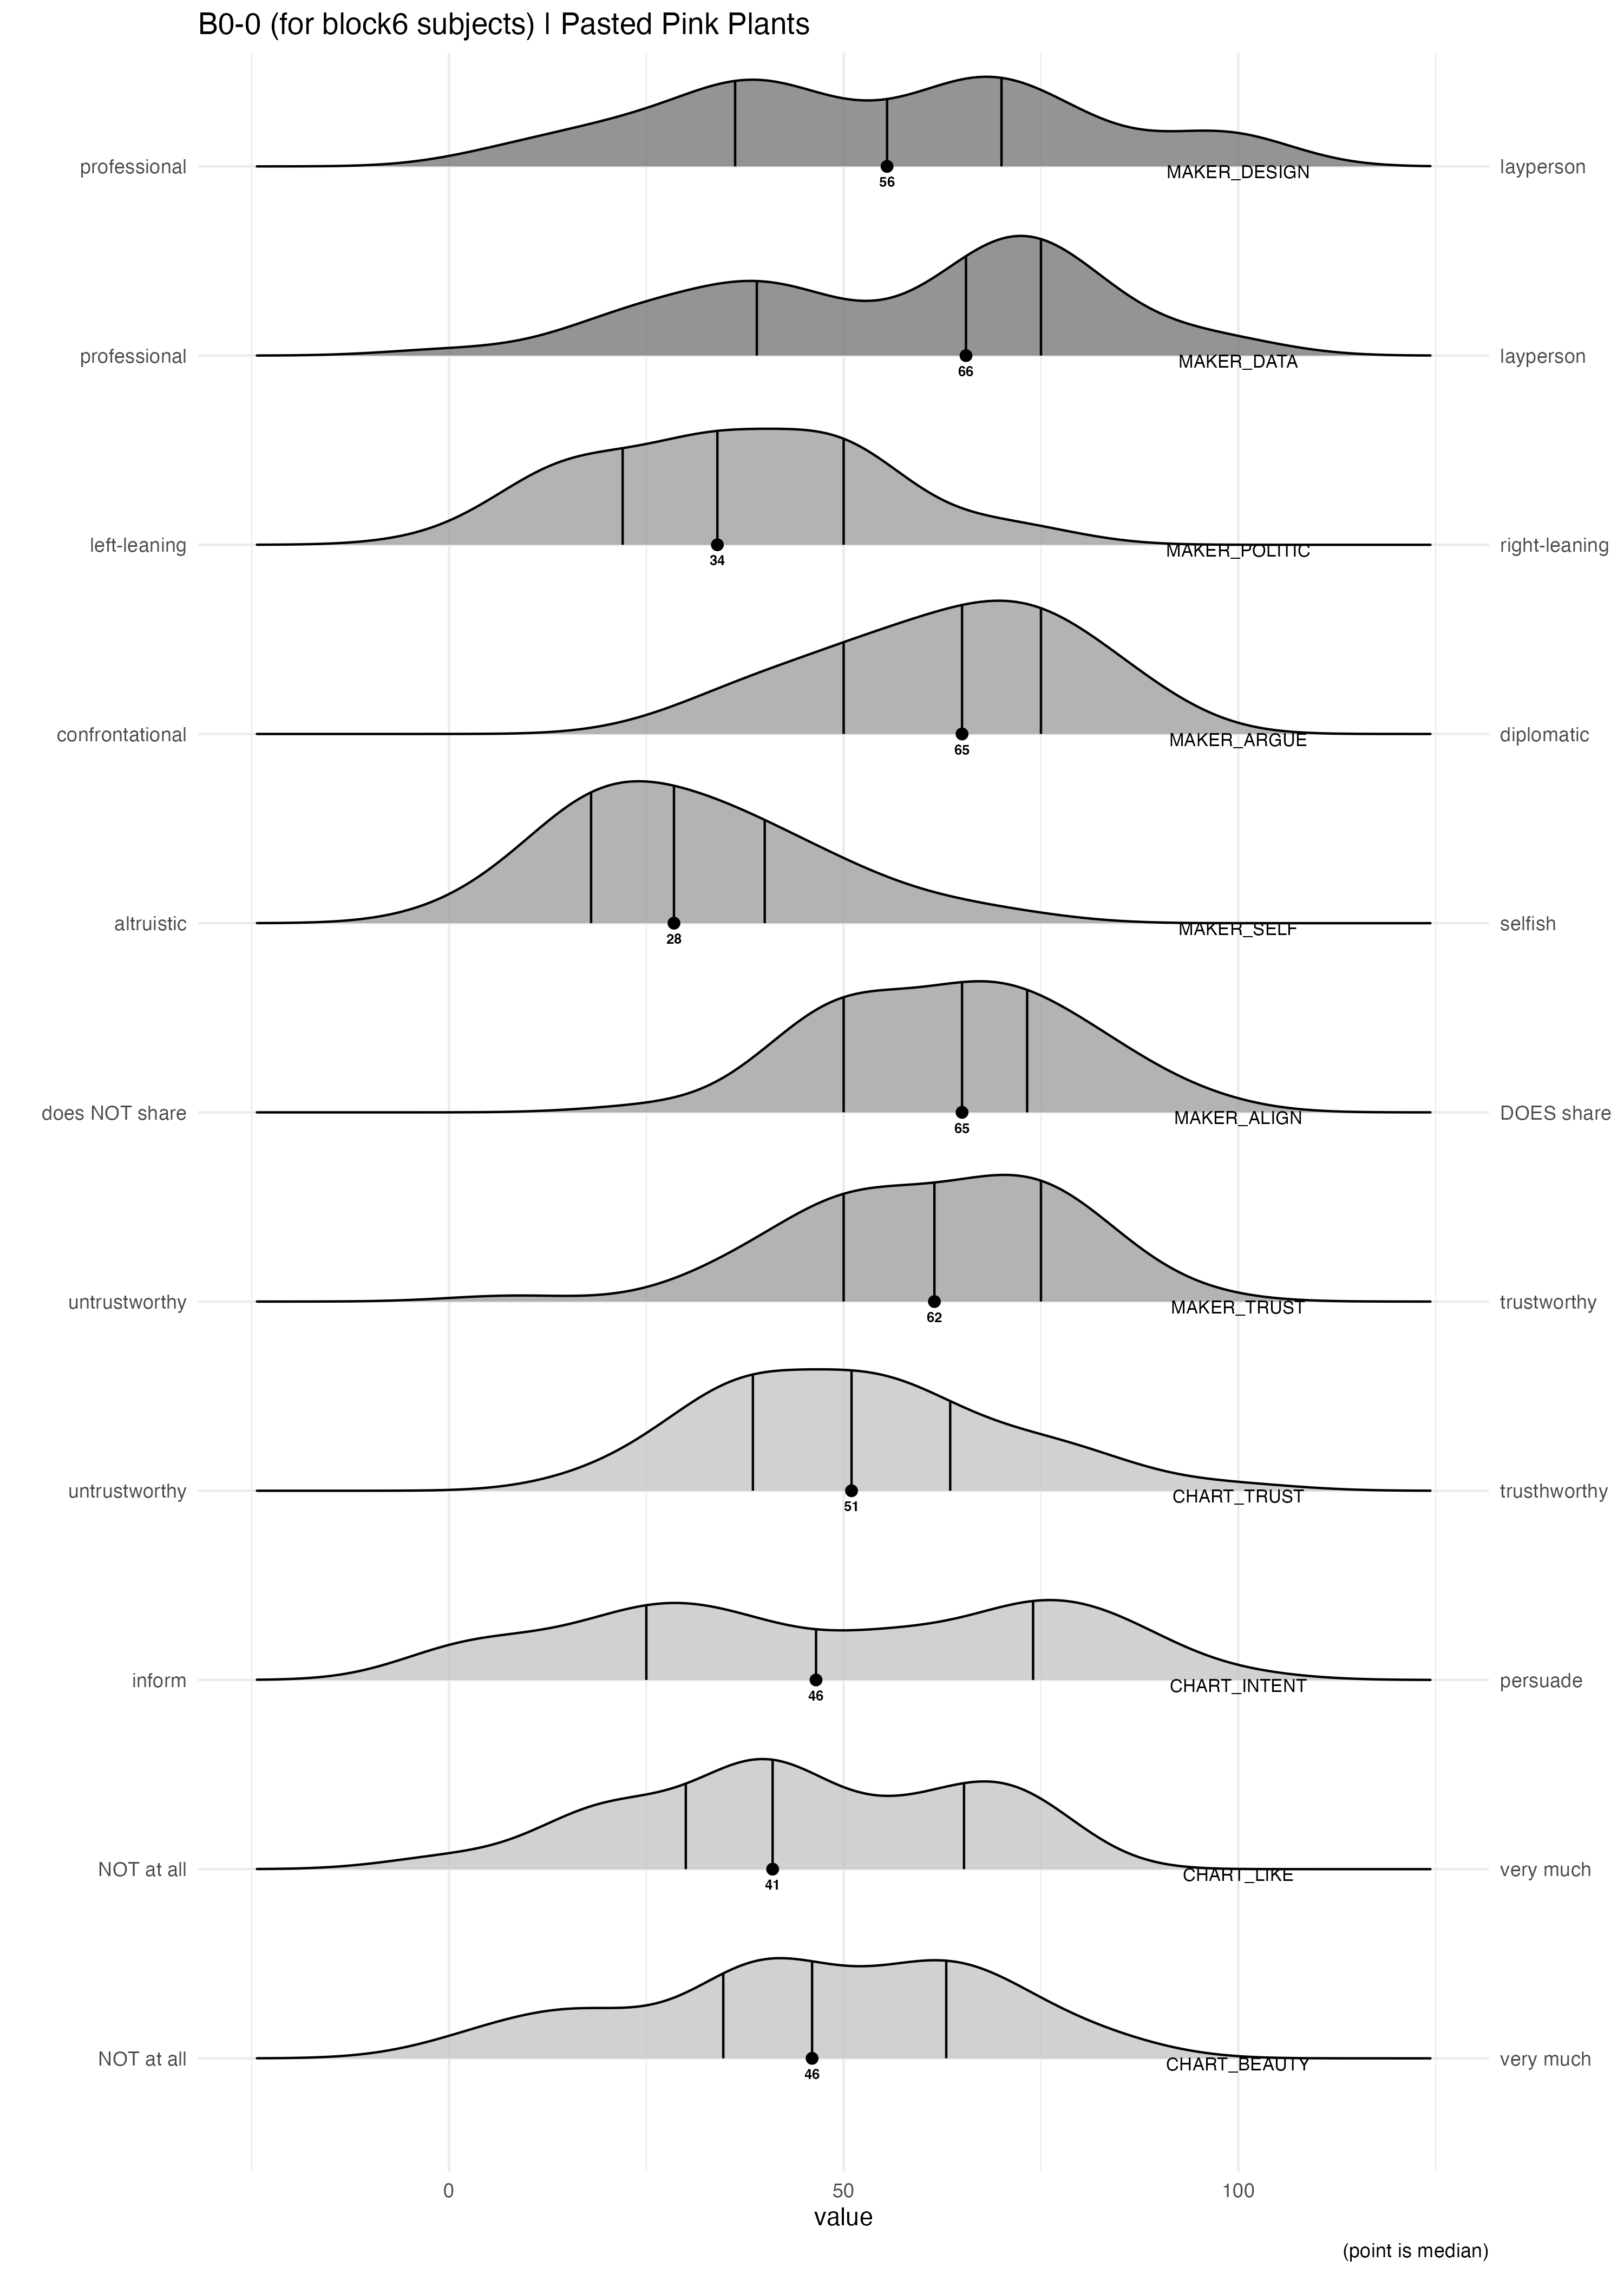 B0-0 (for block6 subjects) | Pasted Pink Plants
professional
MAKER_DESIGN
layperson
56
professional
MAKER_DATA
layperson
66
left-leaning
MAKER_POLITIC
right-leaning
34
confrontational
MAKER_ARGUE
diplomatic
65
altruistic
MAKER_SELF
selfish
28
does NOT share
MAKER_ALIGN
DOES share
65
untrustworthy
MAKER_TRUST
trustworthy
62
untrustworthy
CHART_TRUST
trusthworthy
51
inform
CHART_INTENT
persuade
46
NOT at all
CHART_LIKE
very much
41
NOT at all
CHART_BEAUTY
very much
46
0 50 100
value
(point is median)